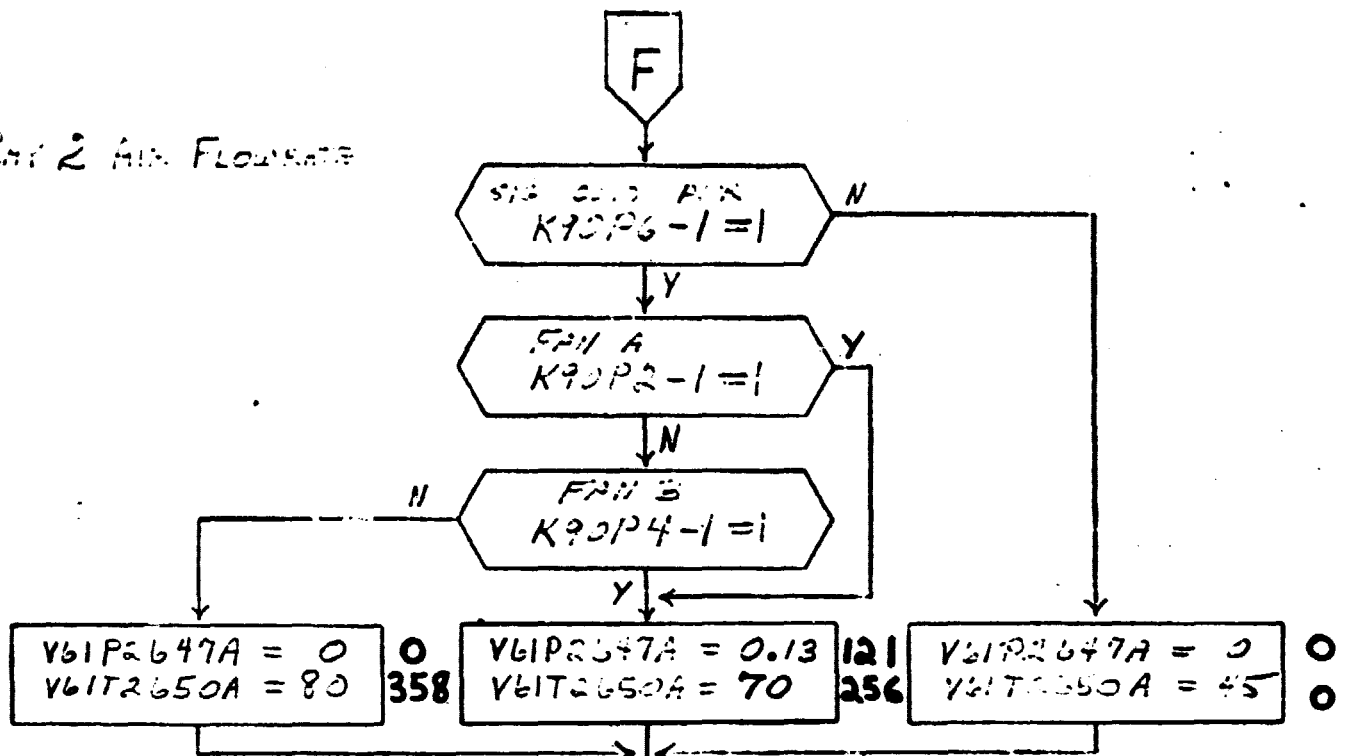 F
2 AIR FLOWRATE
N
K90P6-1=1
Y
FAN A
Y
K90P2-1=1
N
FAN B
N
K90P4-1=1
Y
V61P2647A = 0 0
V61T2650A = 80 358
V61P2647A = 0.13 121
V61T2650A = 70 256
V61P2647A = 0 0
V61T2650A = 45 0